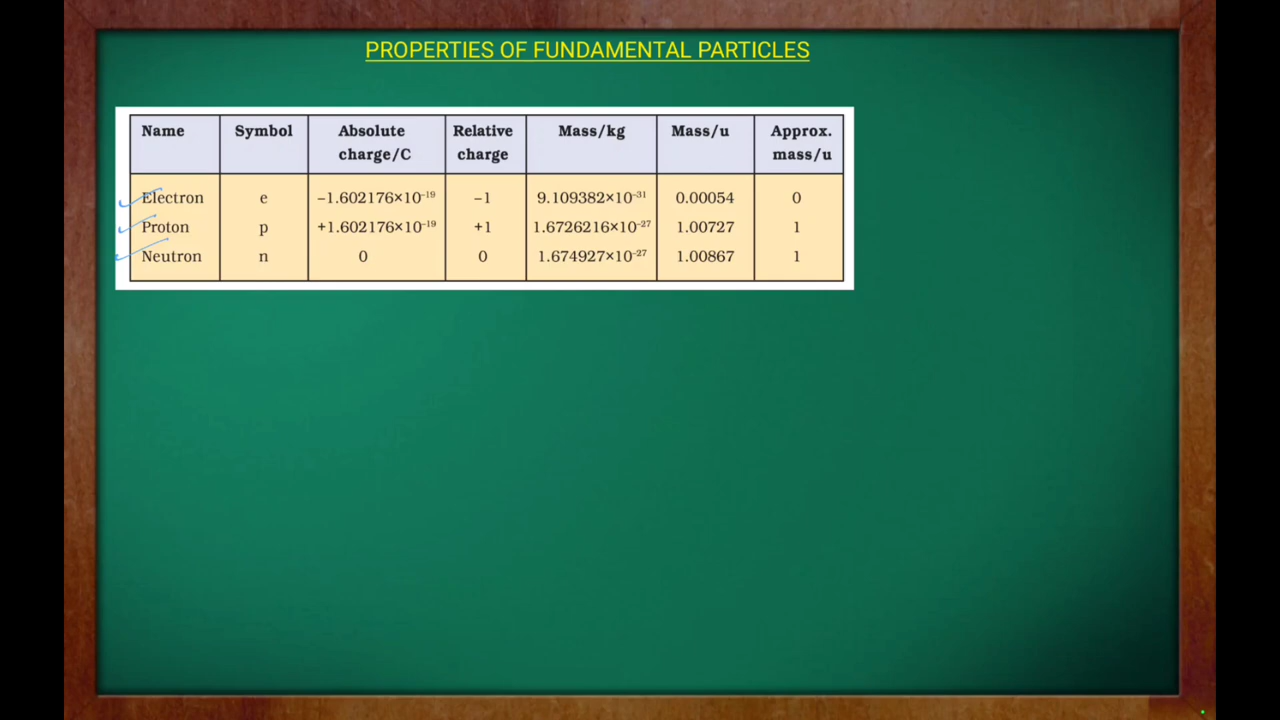 PROPERTIES OF FUNDAMENTAL PARTICLES
Name Symbol Absolute charge/C Relative charge Mass/kg Mass/u Approx. mass/u
Electron e −1.602176×10⁻¹⁹ −1 9.109382×10⁻³¹ 0.00054 0
Proton p +1.602176×10⁻¹⁹ +1 1.6726216×10⁻²⁷ 1.00727 1
Neutron n 0 0 1.674927×10⁻²⁷ 1.00867 1